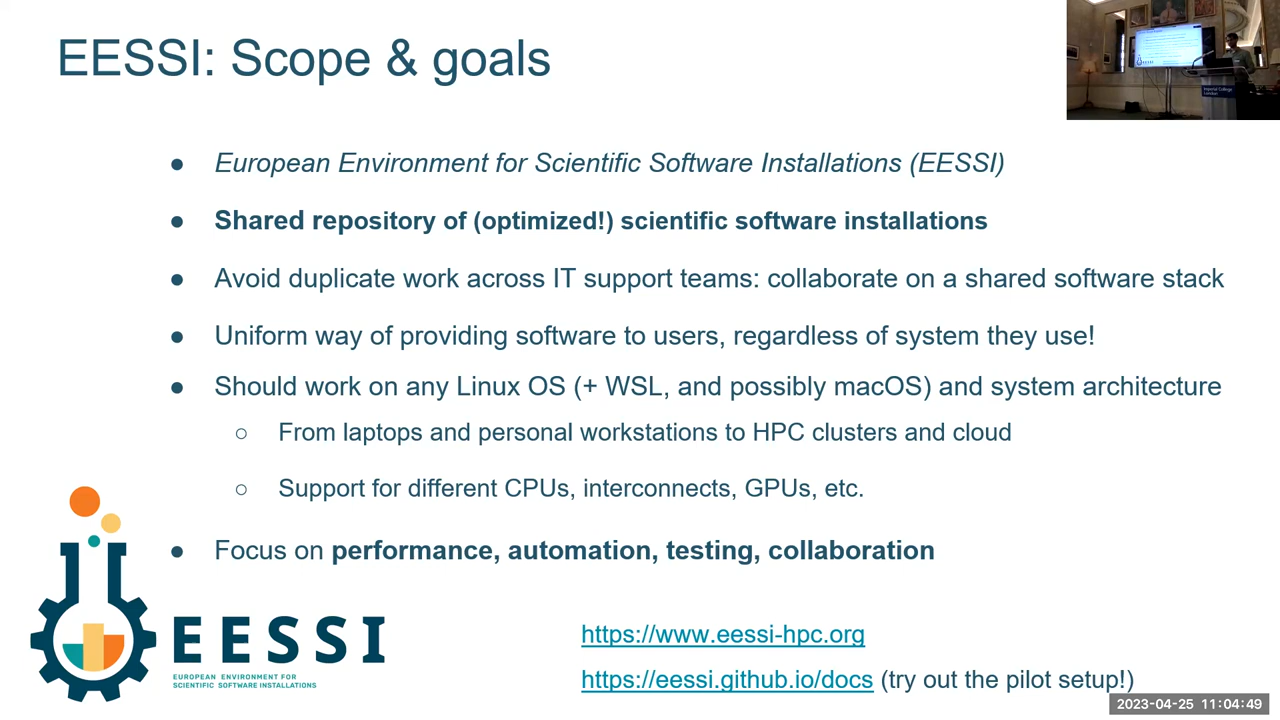 EESSI: Scope & goals
● European Environment for Scientific Software Installations (EESSI)
● Shared repository of (optimized!) scientific software installations
● Avoid duplicate work across IT support teams: collaborate on a shared software stack
● Uniform way of providing software to users, regardless of system they use!
● Should work on any Linux OS (+ WSL, and possibly macOS) and system architecture
○ From laptops and personal workstations to HPC clusters and cloud
○ Support for different CPUs, interconnects, GPUs, etc.
● Focus on performance, automation, testing, collaboration
EESSI
EUROPEAN ENVIRONMENT FOR
SCIENTIFIC SOFTWARE INSTALLATIONS
https://www.eessi-hpc.org
https://eessi.github.io/docs (try out the pilot setup!)
Imperial College
London
2023-04-25 11:04:49